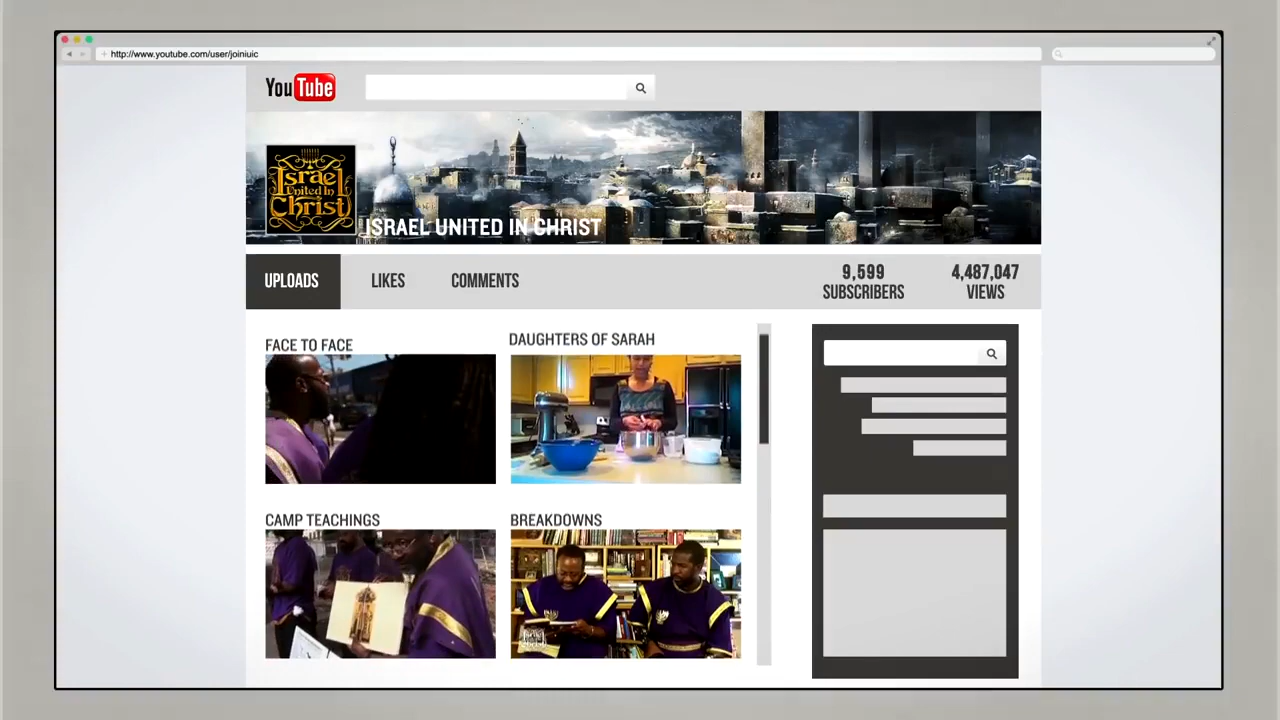 http://www.youtube.com/user/joiniuic
YouTube
Israel
United In
Christ
ISRAEL UNITED IN CHRIST
UPLOADS
LIKES
COMMENTS
9,599
SUBSCRIBERS
4,487,047
VIEWS
FACE TO FACE
DAUGHTERS OF SARAH
CAMP TEACHINGS
BREAKDOWNS